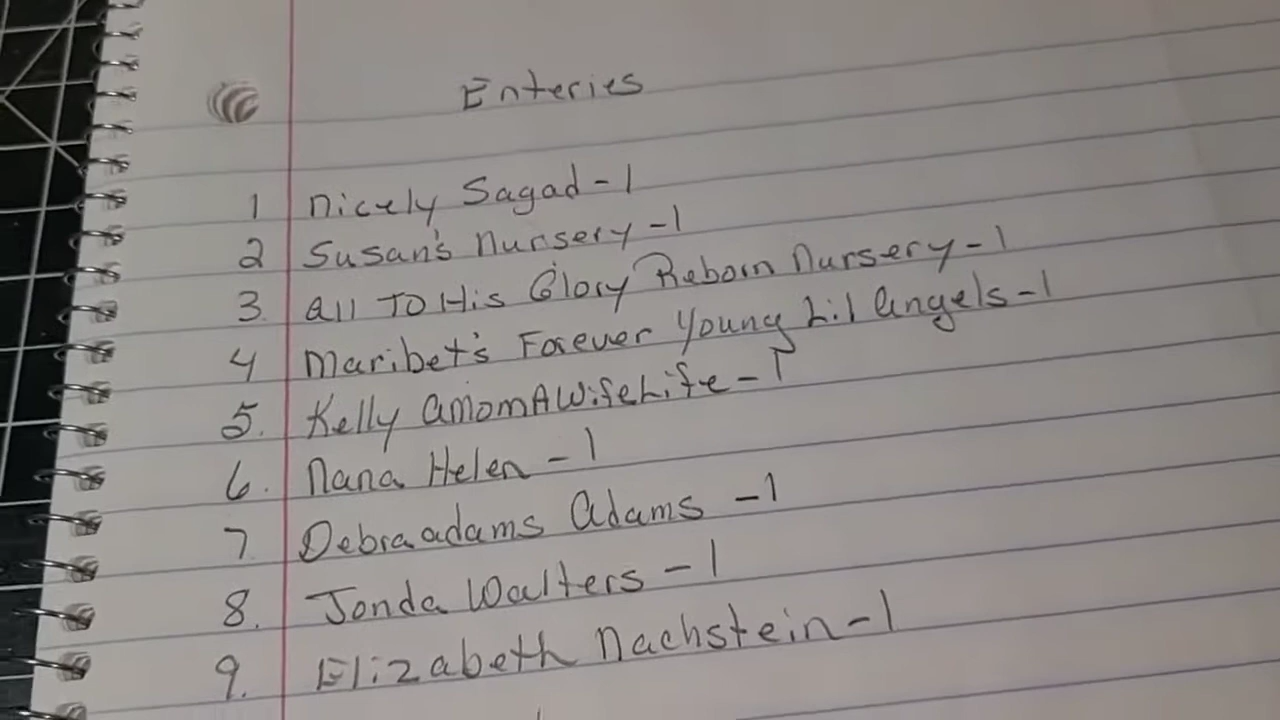 Enteries
1 Nicely Sagad-1
2 Susan's Nursery-1
3. All To His Glory Reborn Nursery-1
4 Maribet's Forever Young Lil Angels-1
5. Kelly AMomAWifeLife-1
6. Nana Helen-1
7. Debraadams Adams-1
8. Jonda Walters-1
9. Elizabeth Nachstein-1